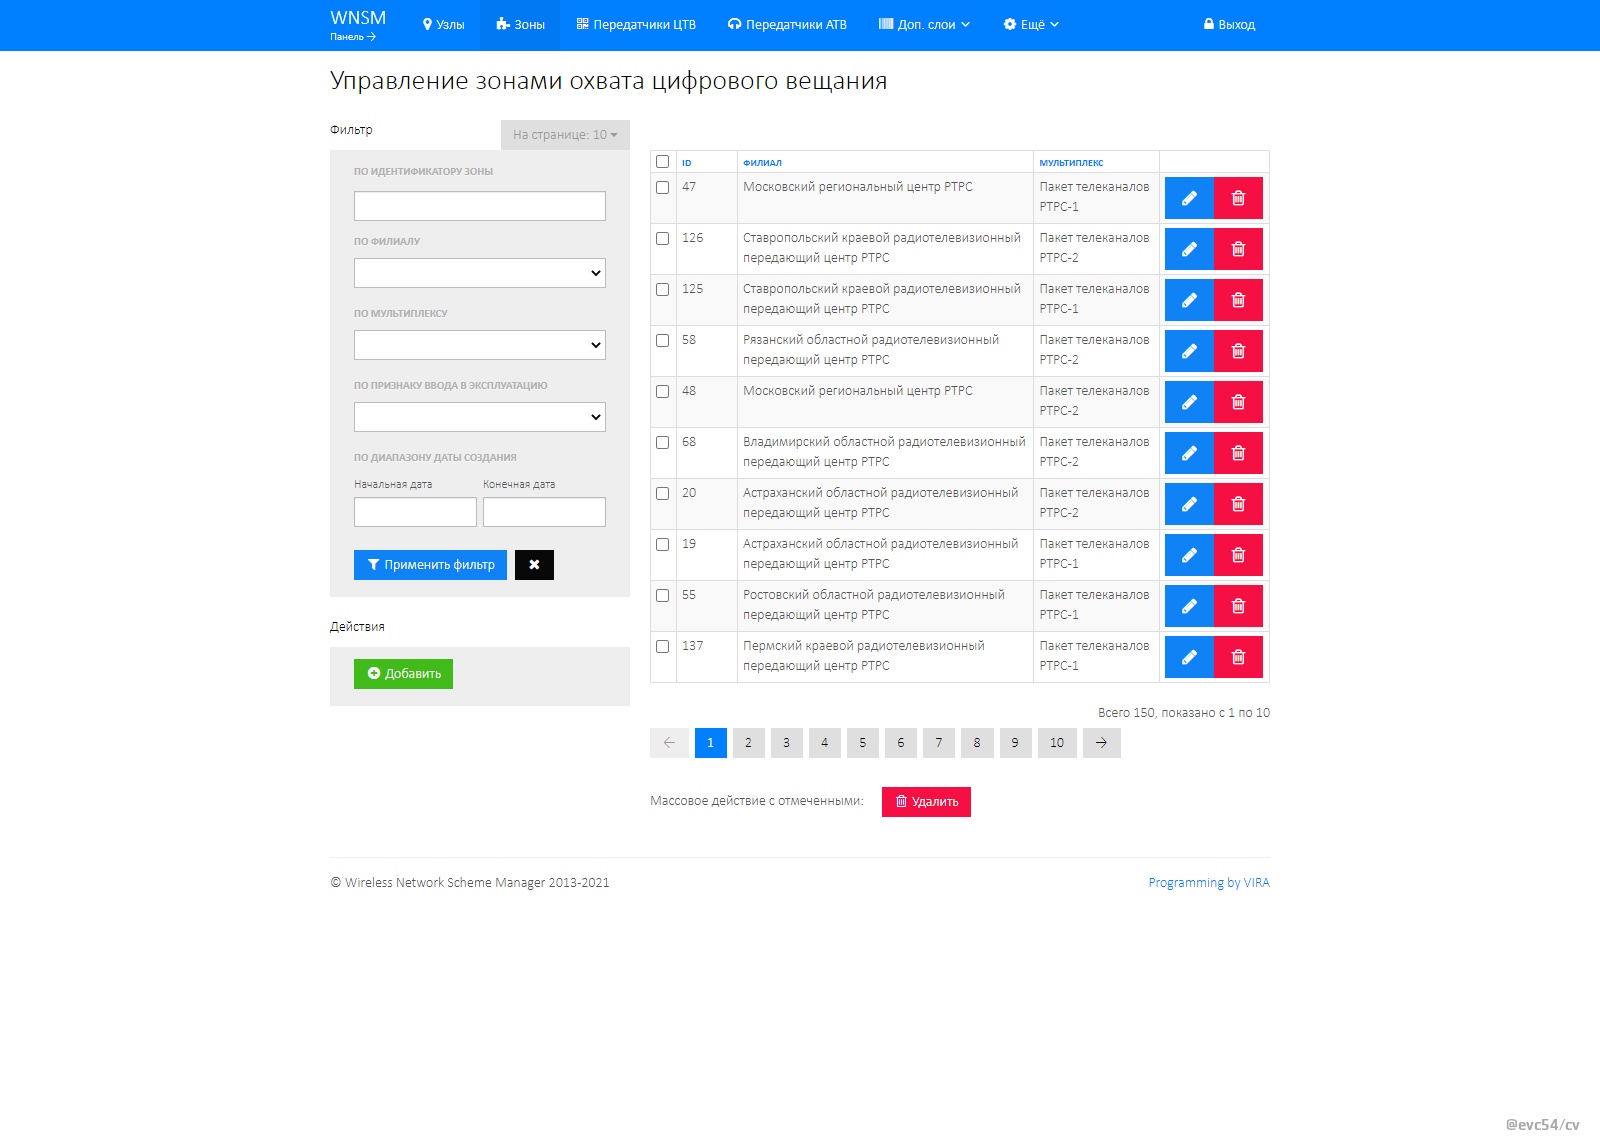 WNSM
Панель →
Узлы
Зоны
Передатчики ЦТВ
Передатчики АТВ
Доп. слои
Ещё
Выход
Управление зонами охвата цифрового вещания
Фильтр
На странице: 10
ПО ИДЕНТИФИКАТОРУ ЗОНЫ
ПО ФИЛИАЛУ
ПО МУЛЬТИПЛЕКСУ
ПО ПРИЗНАКУ ВВОДА В ЭКСПЛУАТАЦИЮ
ПО ДИАПАЗОНУ ДАТЫ СОЗДАНИЯ
Начальная дата
Конечная дата
Применить фильтр
Действия
Добавить
ID
ФИЛИАЛ
МУЛЬТИПЛЕКС
47
Московский региональный центр РТРС
Пакет телеканалов
РТРС-1
126
Ставропольский краевой радиотелевизионный
передающий центр РТРС
Пакет телеканалов
РТРС-2
125
Ставропольский краевой радиотелевизионный
передающий центр РТРС
Пакет телеканалов
РТРС-1
58
Рязанский областной радиотелевизионный
передающий центр РТРС
Пакет телеканалов
РТРС-2
48
Московский региональный центр РТРС
Пакет телеканалов
РТРС-2
68
Владимирский областной радиотелевизионный
передающий центр РТРС
Пакет телеканалов
РТРС-2
20
Астраханский областной радиотелевизионный
передающий центр РТРС
Пакет телеканалов
РТРС-2
19
Астраханский областной радиотелевизионный
передающий центр РТРС
Пакет телеканалов
РТРС-1
55
Ростовский областной радиотелевизионный
передающий центр РТРС
Пакет телеканалов
РТРС-1
137
Пермский краевой радиотелевизионный
передающий центр РТРС
Пакет телеканалов
РТРС-1
Всего 150, показано с 1 по 10
← 1 2 3 4 5 6 7 8 9 10 →
Массовое действие с отмеченными:
Удалить
© Wireless Network Scheme Manager 2013-2021
Programming by VIRA
@evc54/cv